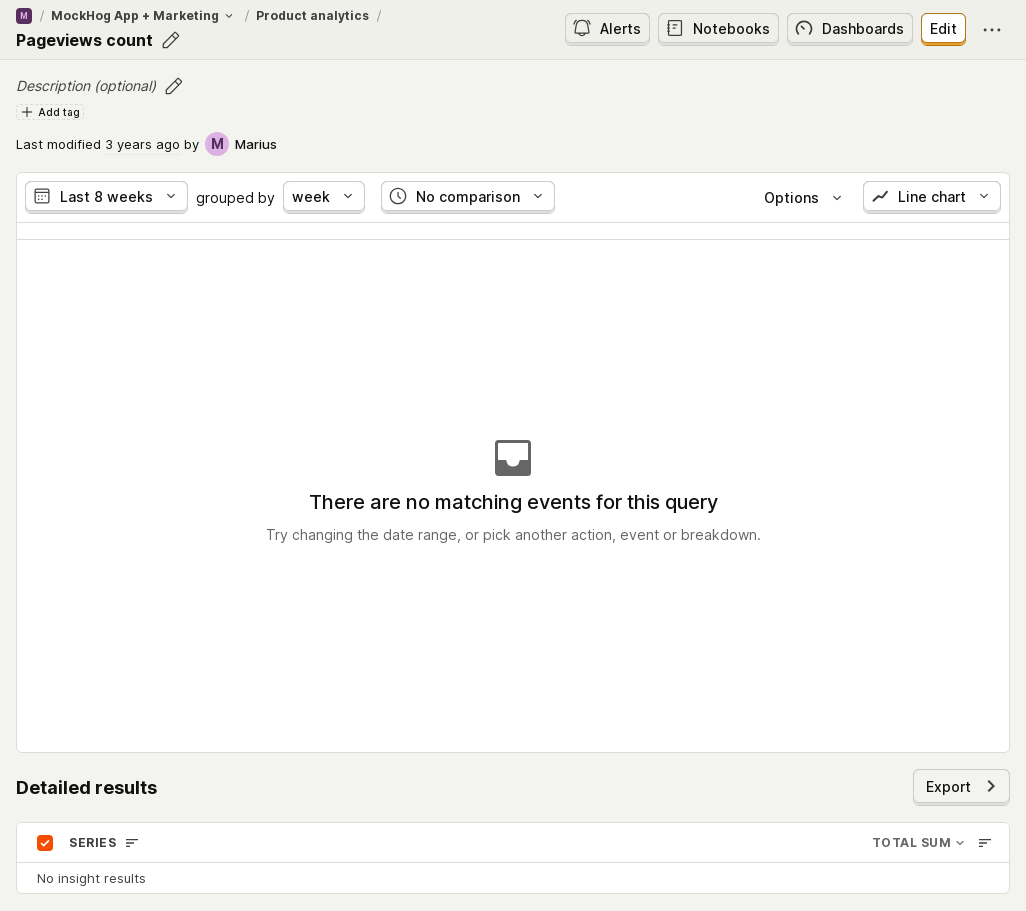 M / MockHog App + Marketing / Product analytics /
Pageviews count
Alerts
Notebooks
Dashboards
Edit
Description (optional)
Add tag
Last modified 3 years ago by M Marius
Last 8 weeks grouped by week No comparison Options Line chart
There are no matching events for this query
Try changing the date range, or pick another action, event or breakdown.
Detailed results
Export
SERIES TOTAL SUM
No insight results